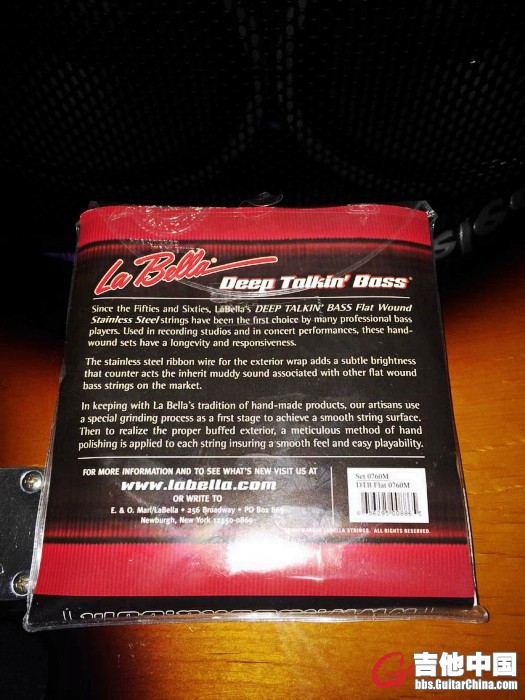 La Bella®
Deep Talkin' Bass®
Since the Fifties and Sixties, LaBella's DEEP TALKIN' BASS Flat Wound
Stainless Steel strings have been the first choice by many professional bass
players. Used in recording studios and in concert performances, these hand-
wound sets have a longevity and responsiveness.
The stainless steel ribbon wire for the exterior wrap adds a subtle brightness
that counter acts the inherit muddy sound associated with other flat wound
bass strings on the market.
In keeping with La Bella's tradition of hand-made products, our artisans use
a special grinding process as a first stage to achieve a smooth string surface.
Then to realize the proper buffed exterior, a meticulous method of hand
polishing is applied to each string insuring a smooth feel and easy playability.
FOR MORE INFORMATION AND TO SEE WHAT'S NEW VISIT US AT
www.labella.com
OR WRITE TO
E. & O. Mari/LaBella • 256 Broadway • PO Box 869
Newburgh, New York 12550-0869
Set 0760M
DTB Flat 0760M
LABELLA STRINGS. ALL RIGHTS RESERVED.
吉他中国
bbs.GuitarChina.com